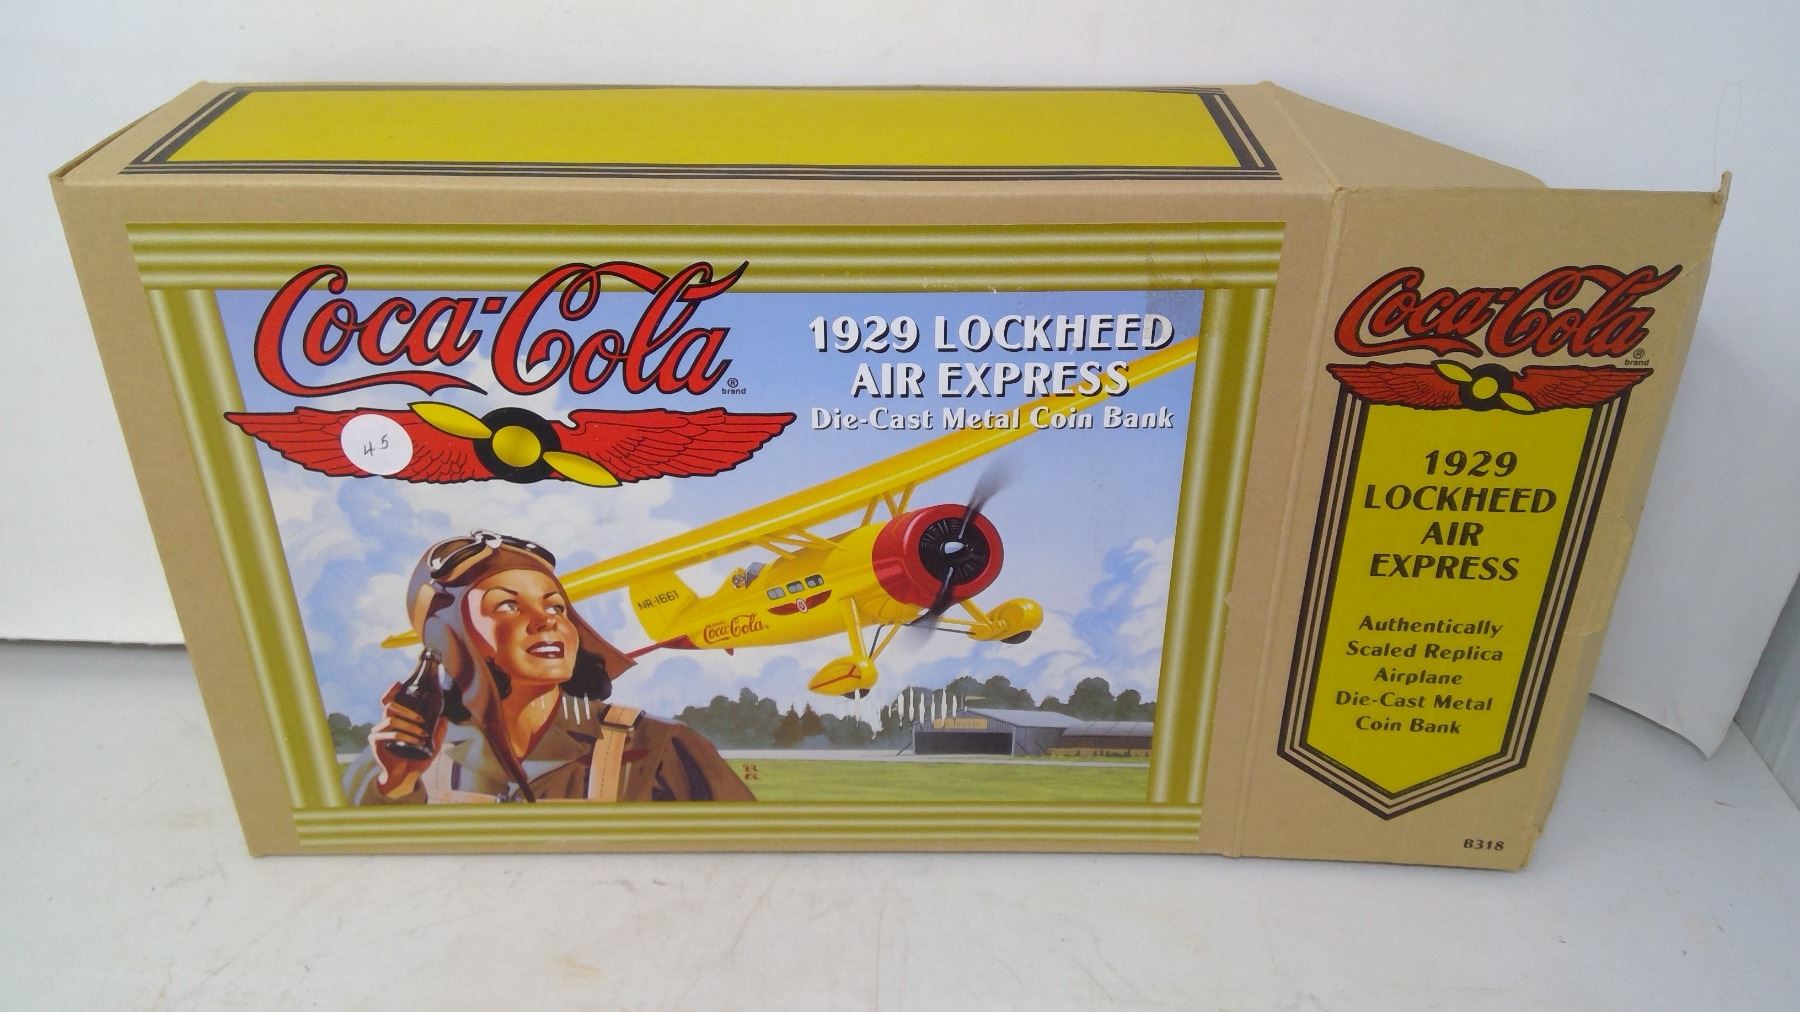 Coca-Cola
® brand
1929 LOCKHEED
AIR EXPRESS
Die-Cast Metal Coin Bank
45
NR-1661
Coca-Cola
Coca-Cola
® brand
1929
LOCKHEED
AIR
EXPRESS
Authentically
Scaled Replica
Airplane
Die-Cast Metal
Coin Bank
B318